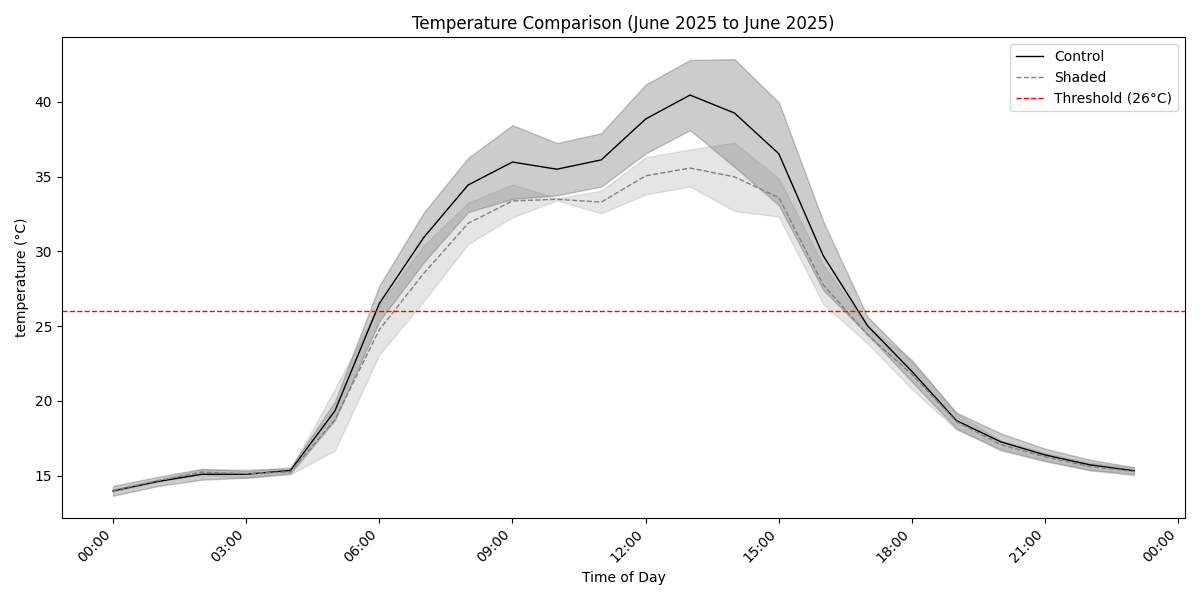 Temperature Comparison (June 2025 to June 2025)
Control
Shaded
Threshold (26°C)
temperature (°C)
40
35
30
25
20
15
00:00
03:00
06:00
09:00
12:00
15:00
18:00
21:00
00:00
Time of Day